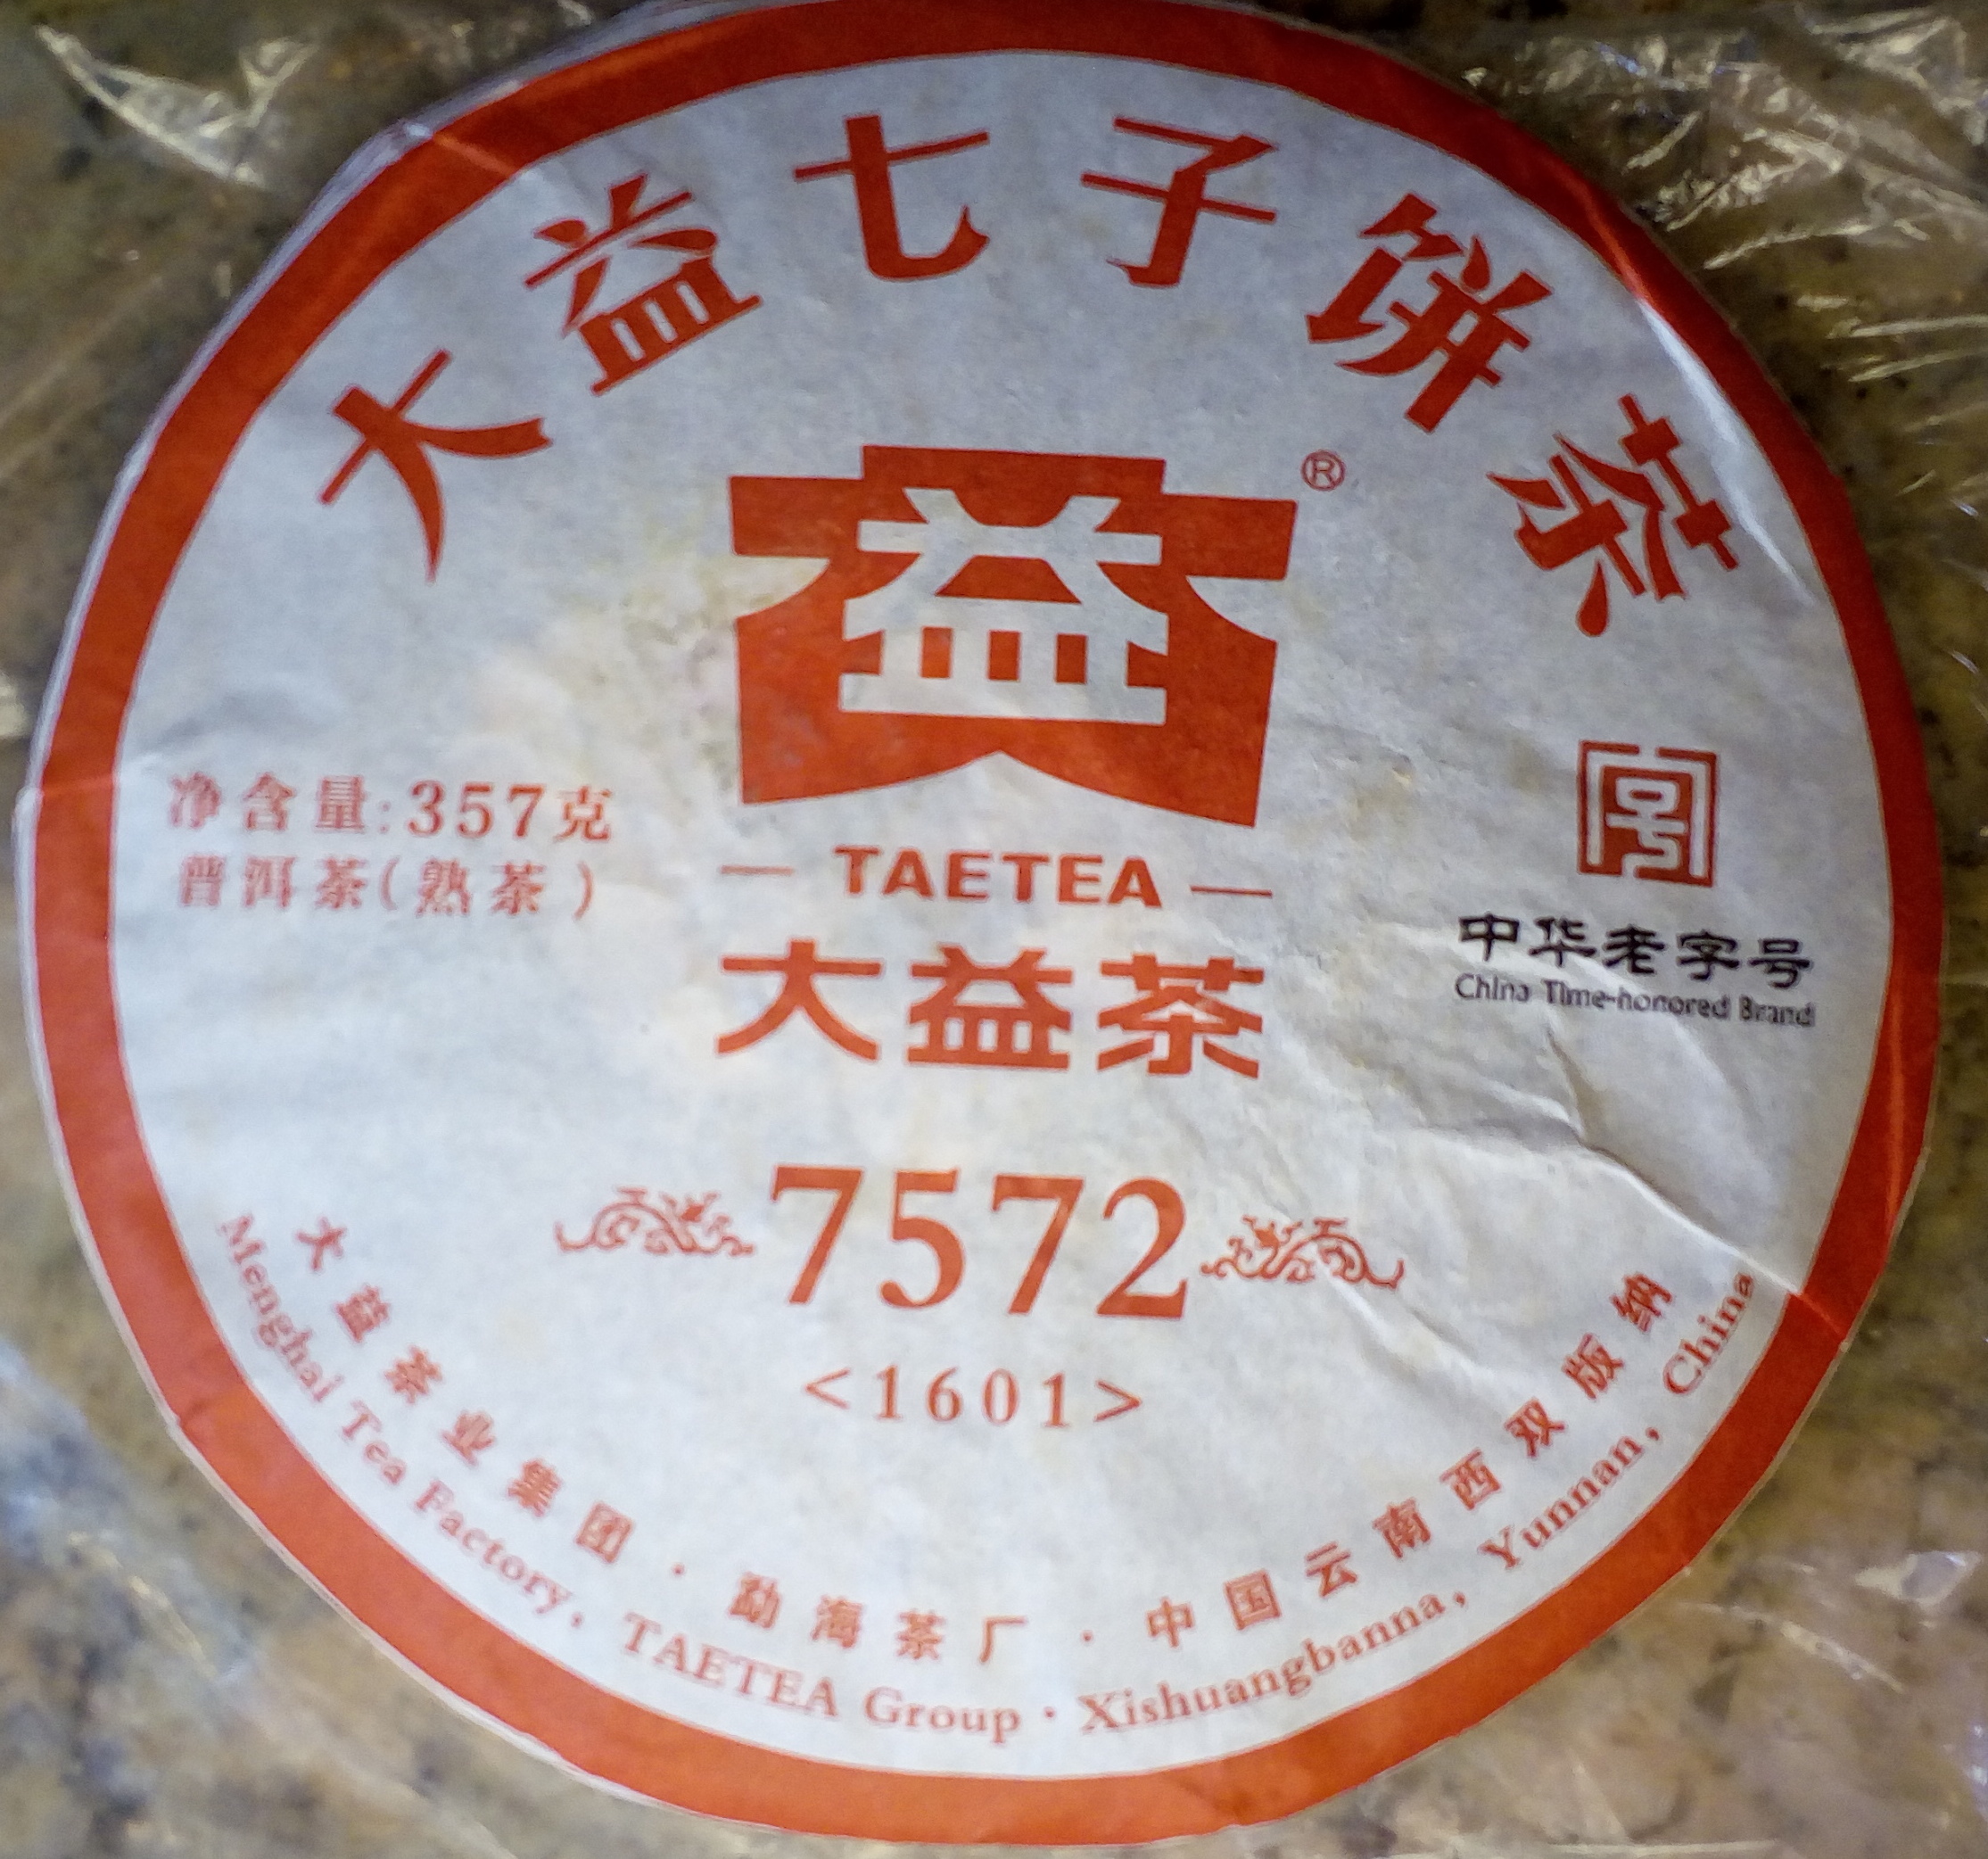 大益七子饼茶
益
®
净含量:357克
普洱茶(熟茶)
— TAETEA —
大益茶
号
中华老字号
China Time-honored Brand
7572
<1601>
大益茶业集团·勐海茶厂·中国云南西双版纳
Menghai Tea Factory, TAETEA Group · Xishuangbanna, Yunnan, China